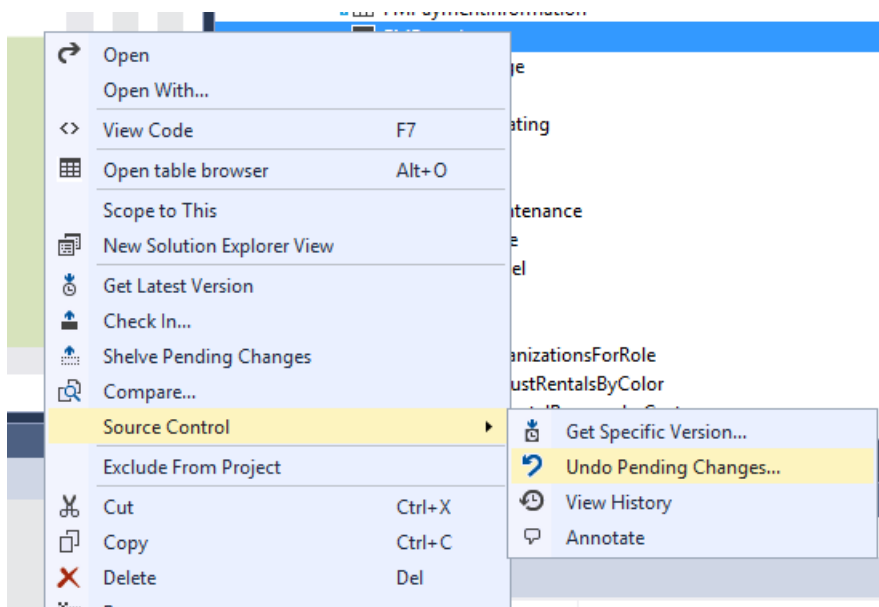 Open
Open With...
View Code F7
Open table browser Alt+O
Scope to This
New Solution Explorer View
Get Latest Version
Check In...
Shelve Pending Changes
Compare...
Source Control
Exclude From Project
Cut Ctrl+X
Copy Ctrl+C
Delete Del
ge
ating
ntenance
e
el
anizationsForRole
ustRentalsByColor
Get Specific Version...
Undo Pending Changes...
View History
Annotate